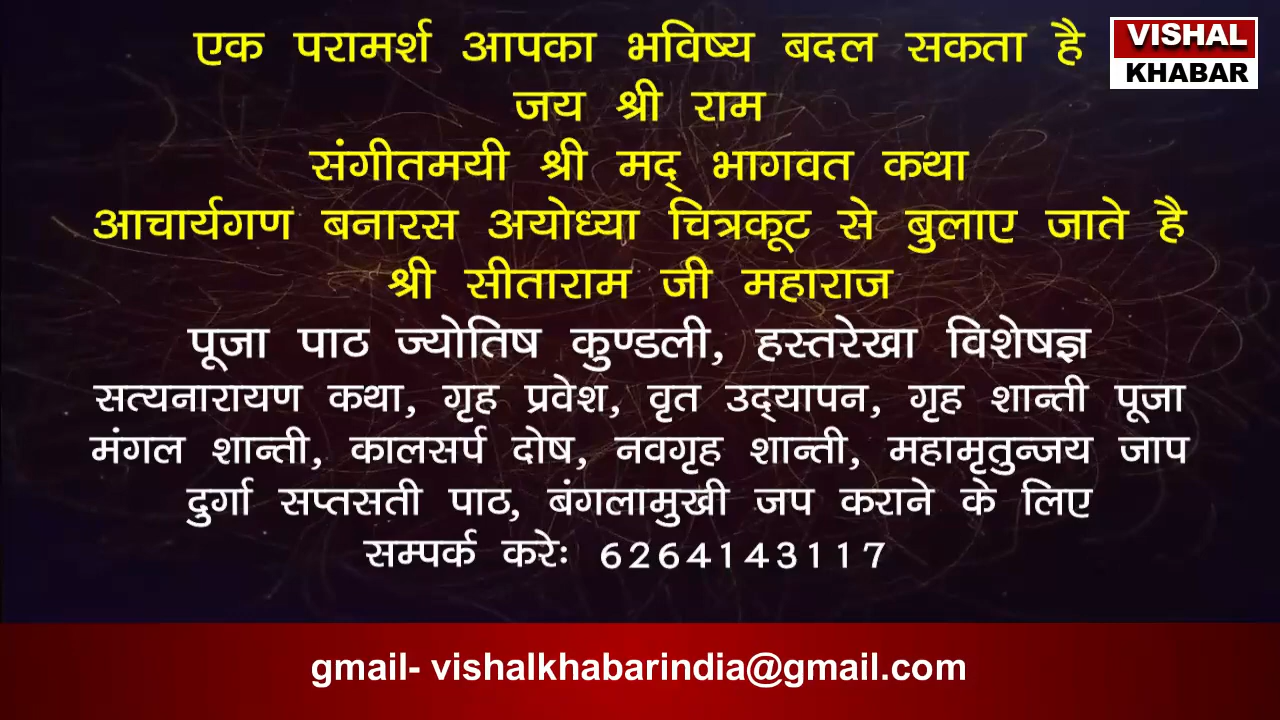 एक परामर्श आपका भविष्य बदल सकता है
VISHAL
KHABAR
जय श्री राम
संगीतमयी श्री मद् भागवत कथा
आचार्यगण बनारस अयोध्या चित्रकूट से बुलाए जाते है
श्री सीताराम जी महाराज
पूजा पाठ ज्योतिष कुण्डली, हस्तरेखा विशेषज्ञ
सत्यनारायण कथा, गृह प्रवेश, वृत उद्‌यापन, गृह शान्ती पूजा
मंगल शान्ती, कालसर्प दोष, नवगृह शान्ती, महामृतुन्जय जाप
दुर्गा सप्तसती पाठ, बंगलामुखी जप कराने के लिए
सम्पर्क करेः 6264143117
gmail- vishalkhabarindia@gmail.com